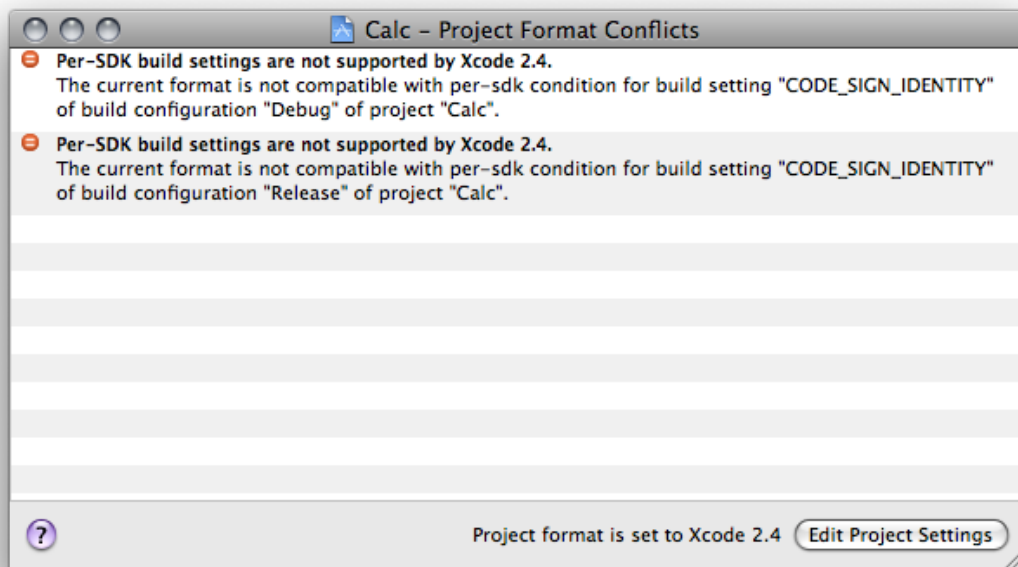 Calc – Project Format Conflicts
Per-SDK build settings are not supported by Xcode 2.4.
The current format is not compatible with per-sdk condition for build setting "CODE_SIGN_IDENTITY"
of build configuration "Debug" of project "Calc".
Per-SDK build settings are not supported by Xcode 2.4.
The current format is not compatible with per-sdk condition for build setting "CODE_SIGN_IDENTITY"
of build configuration "Release" of project "Calc".
? Project format is set to Xcode 2.4 Edit Project Settings